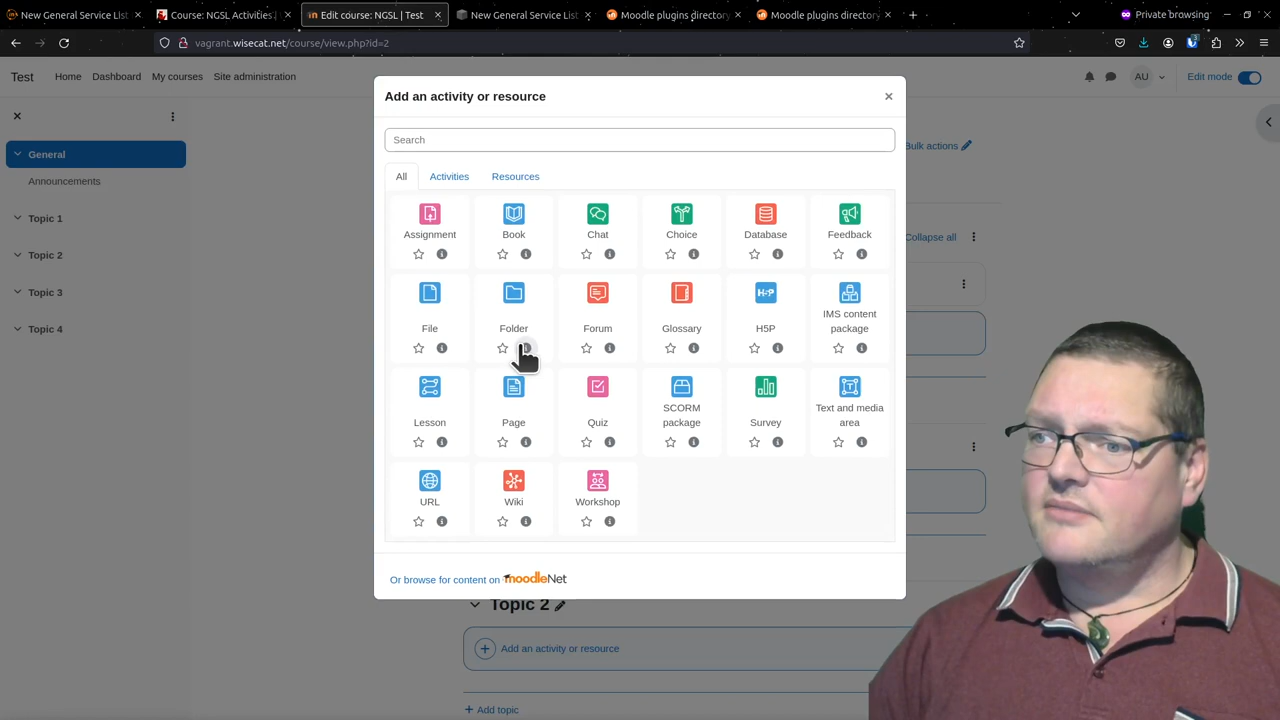 New General Service List
Course: NGSL Activities
Edit course: NGSL | Test
New General Service List
Moodle plugins directory
Moodle plugins directory
Private browsing
vagrant.wisecat.net/course/view.php?id=2
3
Test
Home
Dashboard
My courses
Site administration
AU
Edit mode
General
Announcements
Topic 1
Topic 2
Topic 3
Topic 4
Bulk actions
Collapse all
Add an activity or resource
Search
All
Activities
Resources
Assignment
Book
Chat
Choice
Database
Feedback
File
Folder
Forum
Glossary
H5P
H-P
IMS content
package
Lesson
Page
Quiz
SCORM
package
Survey
Text and media
area
URL
Wiki
Workshop
Or browse for content on moodleNet
Topic 2
Add an activity or resource
Add topic